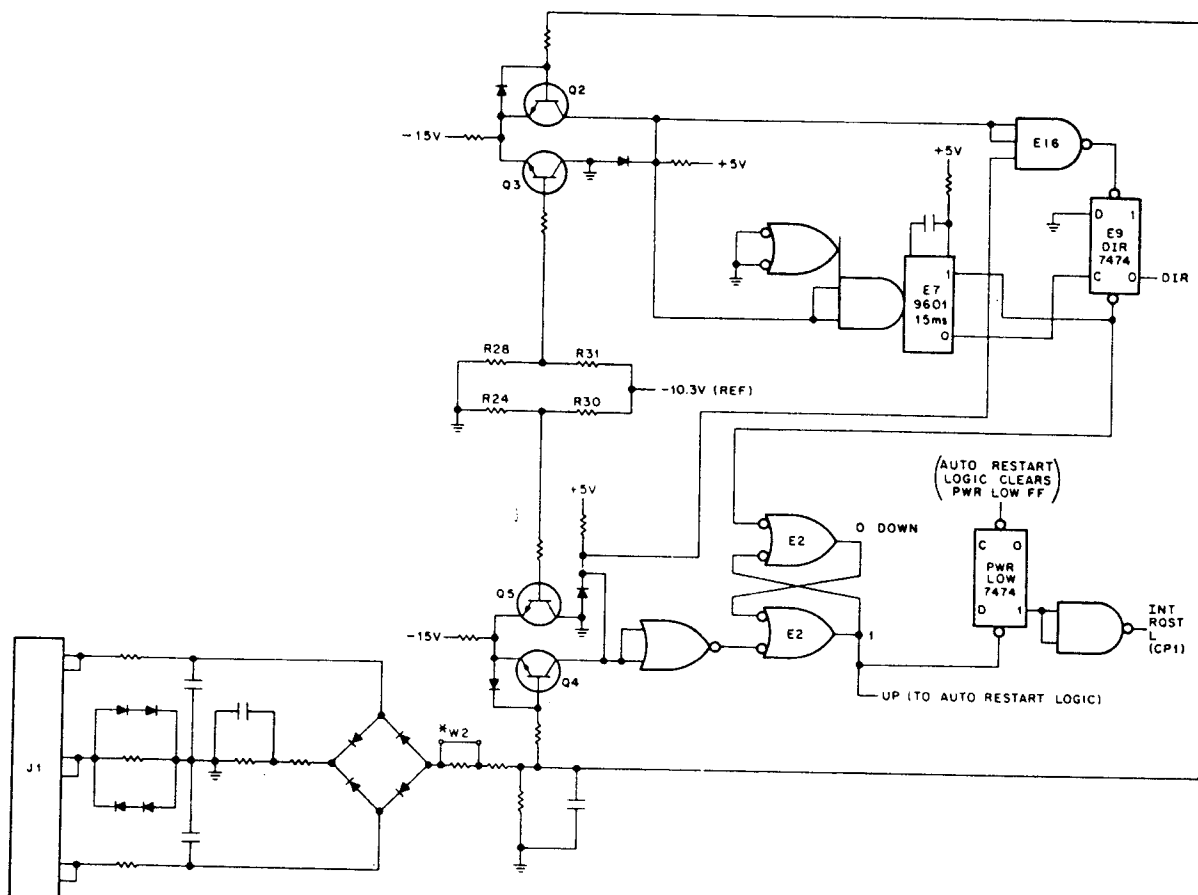 Q2
-15V
Q3
+5V
E16
+5V
D 1
E9
DIR
7474
C 0
DIR
E7
9601
15ms
1
0
R28
R31
-10.3V (REF)
R24
R30
+5V
(AUTO RESTART
LOGIC CLEARS
PWR LOW FF)
E2
0 DOWN
C 0
PWR
LOW
7474
D 1
INT
RQST
L
(CP1)
Q5
-15V
Q4
E2
1
UP (TO AUTO RESTART LOGIC)
*W2
J1